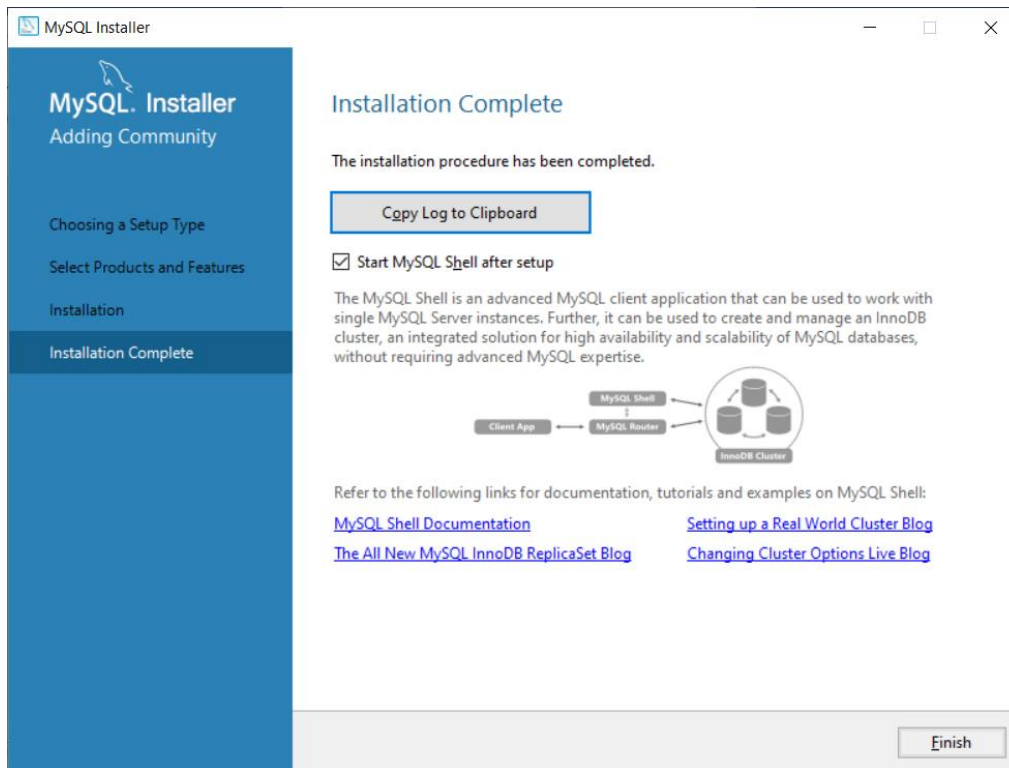 MySQL Installer
MySQL. Installer
Adding Community
Choosing a Setup Type
Select Products and Features
Installation
Installation Complete
Installation Complete
The installation procedure has been completed.
Copy Log to Clipboard
Start MySQL Shell after setup
The MySQL Shell is an advanced MySQL client application that can be used to work with
single MySQL Server instances. Further, it can be used to create and manage an InnoDB
cluster, an integrated solution for high availability and scalability of MySQL databases,
without requiring advanced MySQL expertise.
MySQL Shell
Client App
MySQL Router
InnoDB Cluster
Refer to the following links for documentation, tutorials and examples on MySQL Shell:
MySQL Shell Documentation
Setting up a Real World Cluster Blog
The All New MySQL InnoDB ReplicaSet Blog
Changing Cluster Options Live Blog
Finish